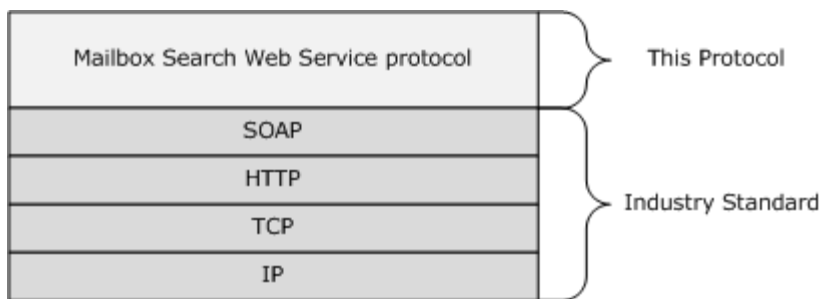 Mailbox Search Web Service protocol
This Protocol
SOAP
HTTP
Industry Standard
TCP
IP